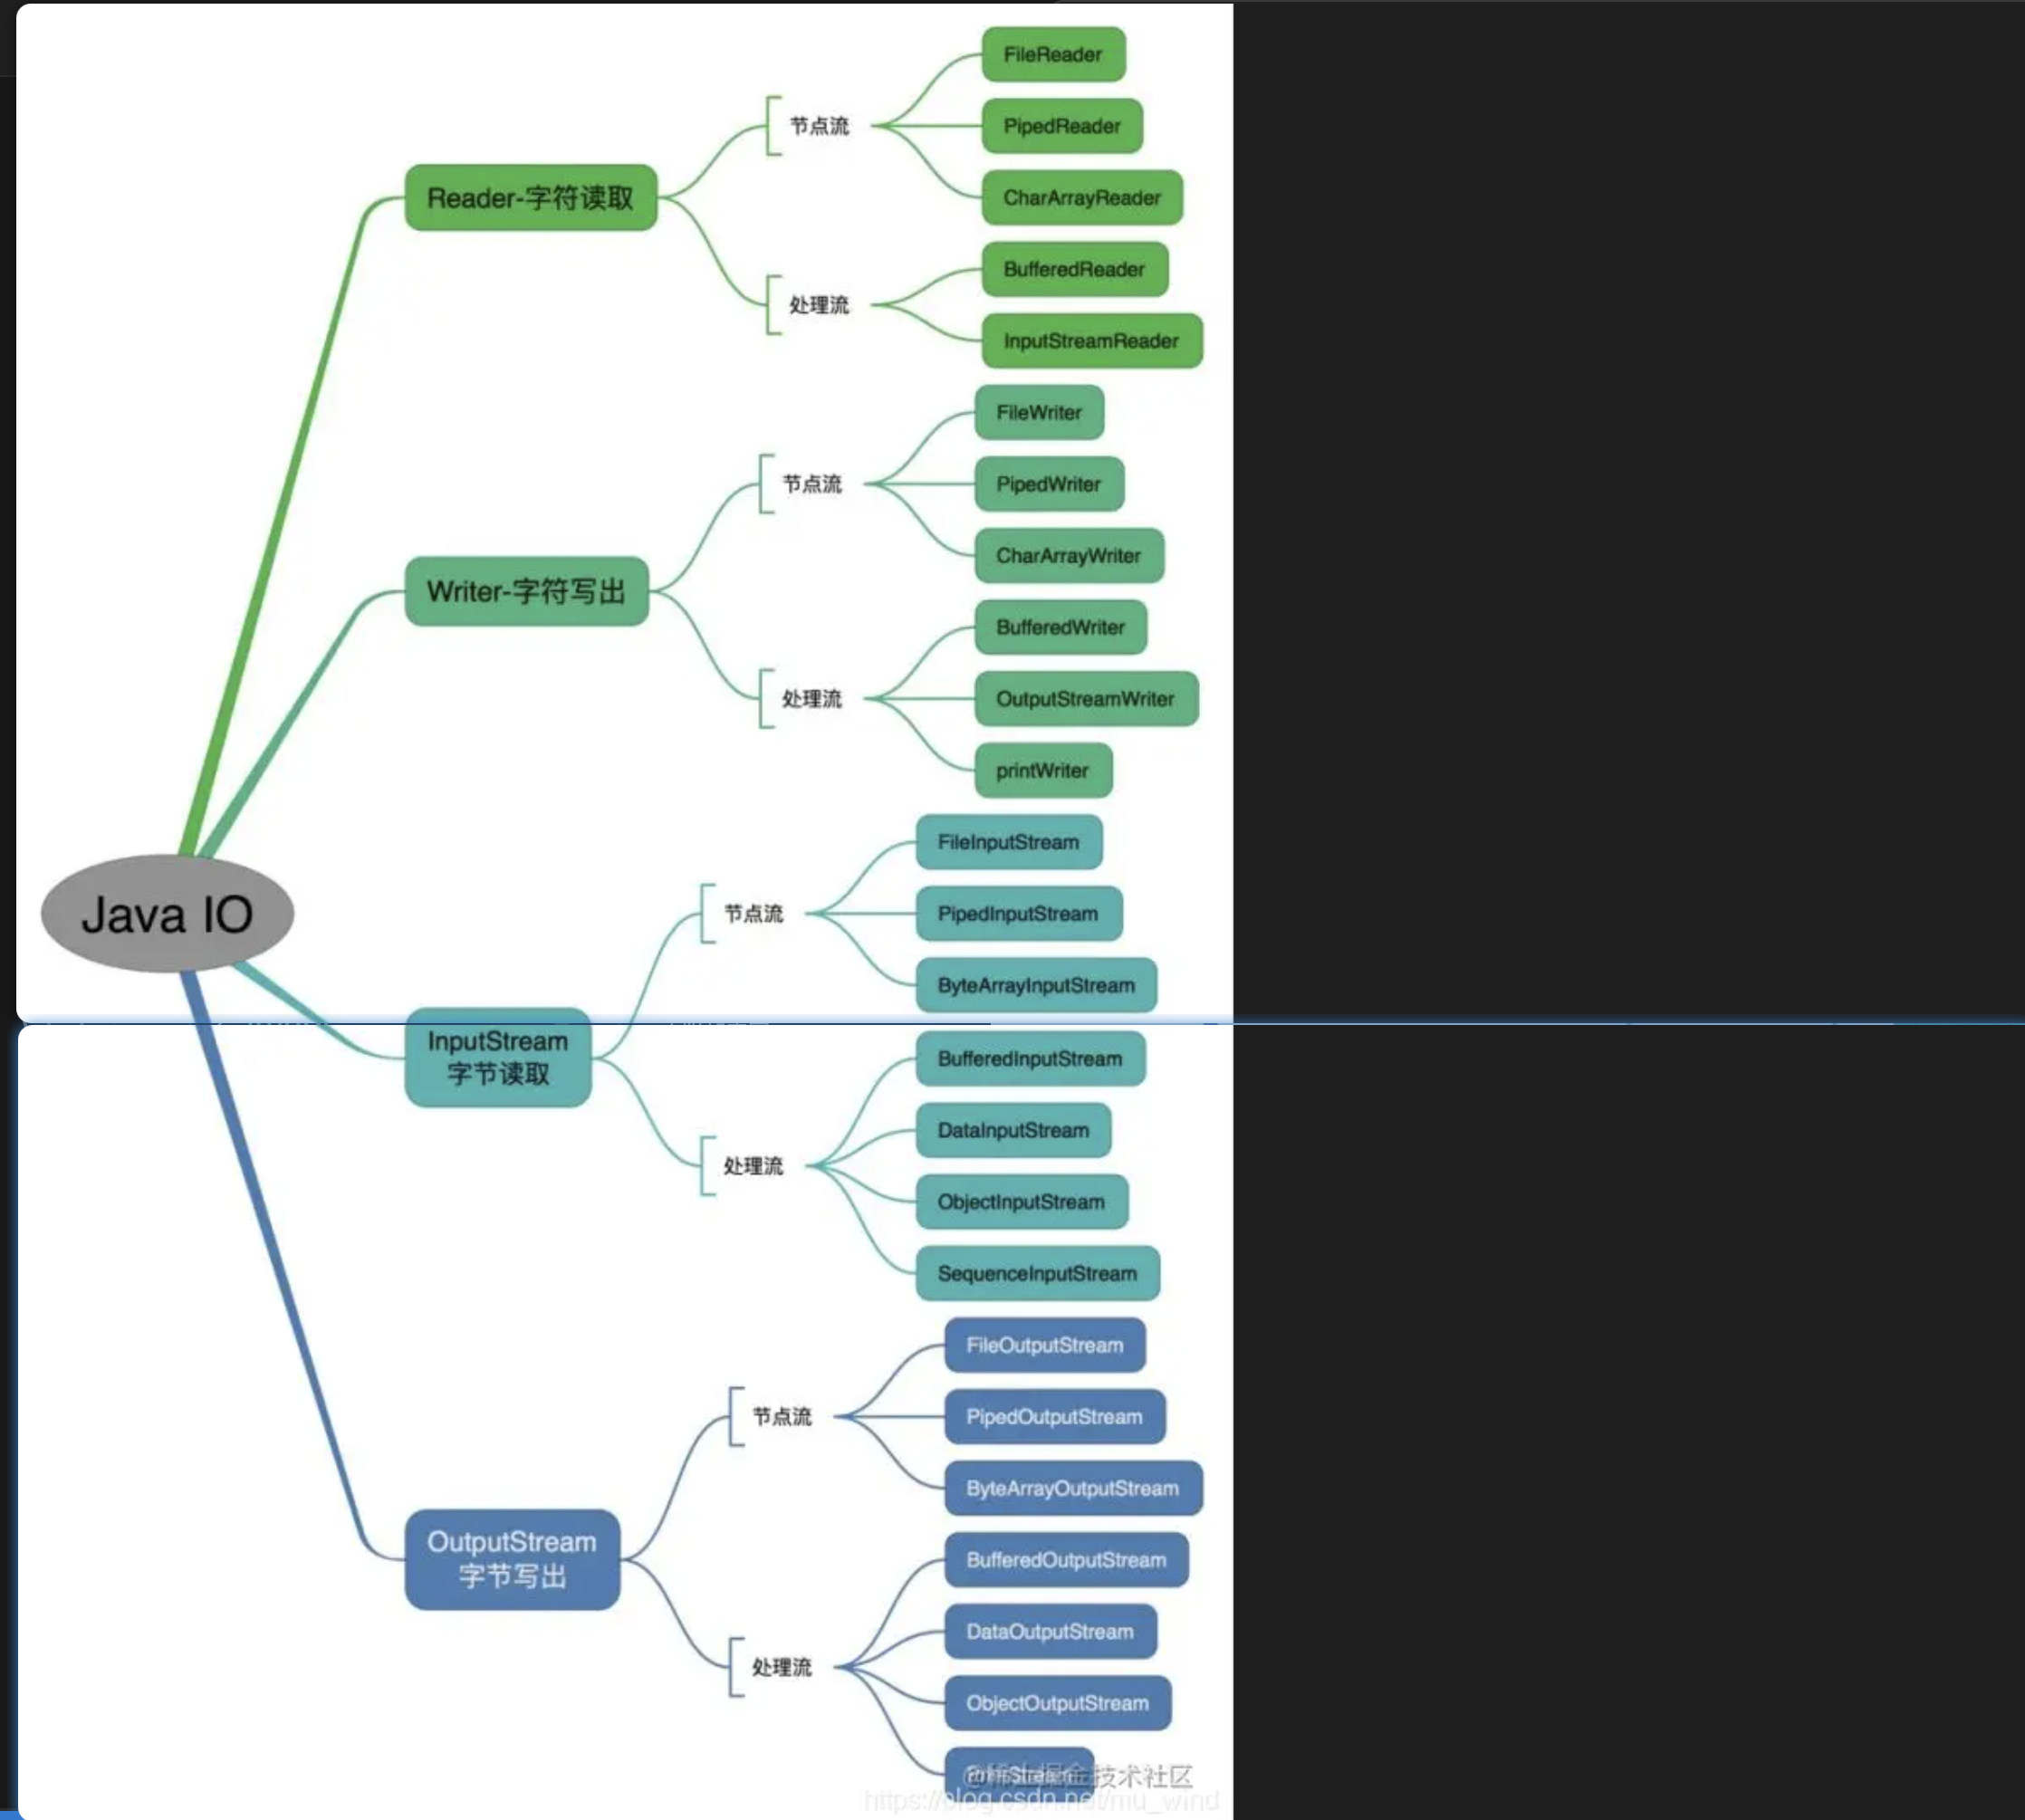 Java IO
Reader-字符读取
节点流
FileReader
PipedReader
CharArrayReader
处理流
BufferedReader
InputStreamReader
Writer-字符写出
节点流
FileWriter
PipedWriter
CharArrayWriter
处理流
BufferedWriter
OutputStreamWriter
printWriter
InputStream
字节读取
节点流
FileInputStream
PipedInputStream
ByteArrayInputStream
处理流
BufferedInputStream
DataInputStream
ObjectInputStream
SequenceInputStream
OutputStream
字节写出
节点流
FileOutputStream
PipedOutputStream
ByteArrayOutputStream
处理流
BufferedOutputStream
DataOutputStream
ObjectOutputStream
@稀土掘金技术社区
https://blog.csdn.net/mu_wind